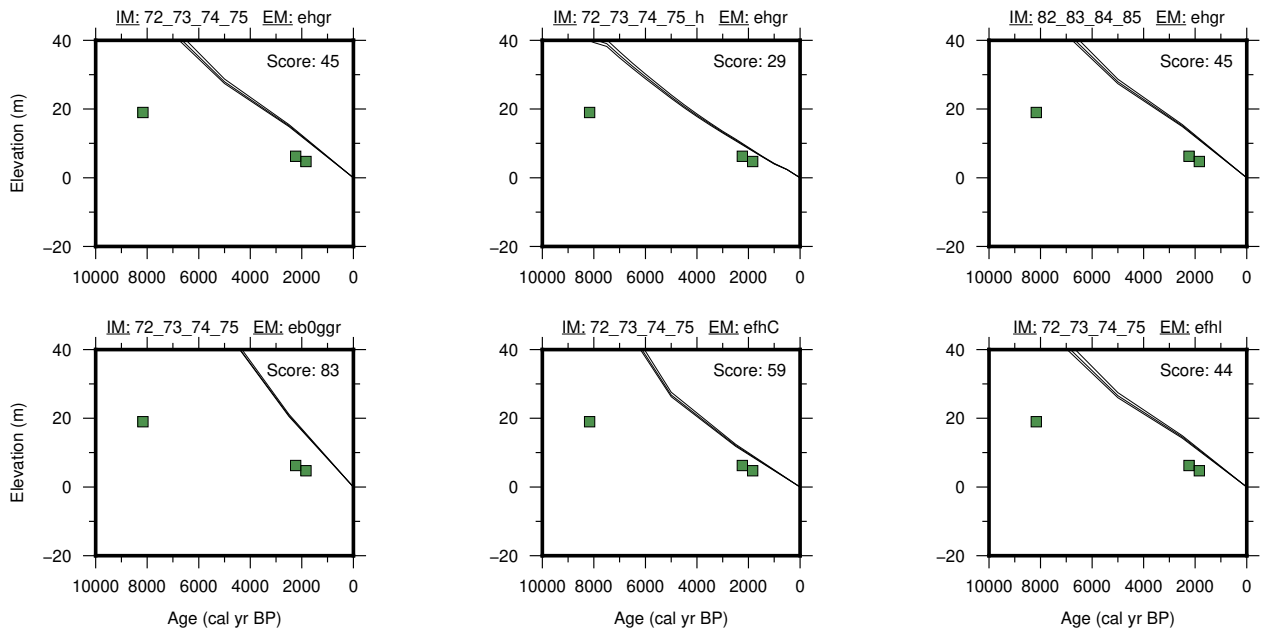 IM: 72_73_74_75 EM: ehgr
IM: 72_73_74_75_h EM: ehgr
IM: 82_83_84_85 EM: ehgr
Score: 45
Score: 29
Score: 45
Elevation (m)
40
20
0
−20
10000 8000 6000 4000 2000 0
40
20
0
−20
10000 8000 6000 4000 2000 0
40
20
0
−20
10000 8000 6000 4000 2000 0
IM: 72_73_74_75 EM: eb0ggr
IM: 72_73_74_75 EM: efhC
IM: 72_73_74_75 EM: efhl
Score: 83
Score: 59
Score: 44
Elevation (m)
40
20
0
−20
10000 8000 6000 4000 2000 0
Age (cal yr BP)
40
20
0
−20
10000 8000 6000 4000 2000 0
Age (cal yr BP)
40
20
0
−20
10000 8000 6000 4000 2000 0
Age (cal yr BP)